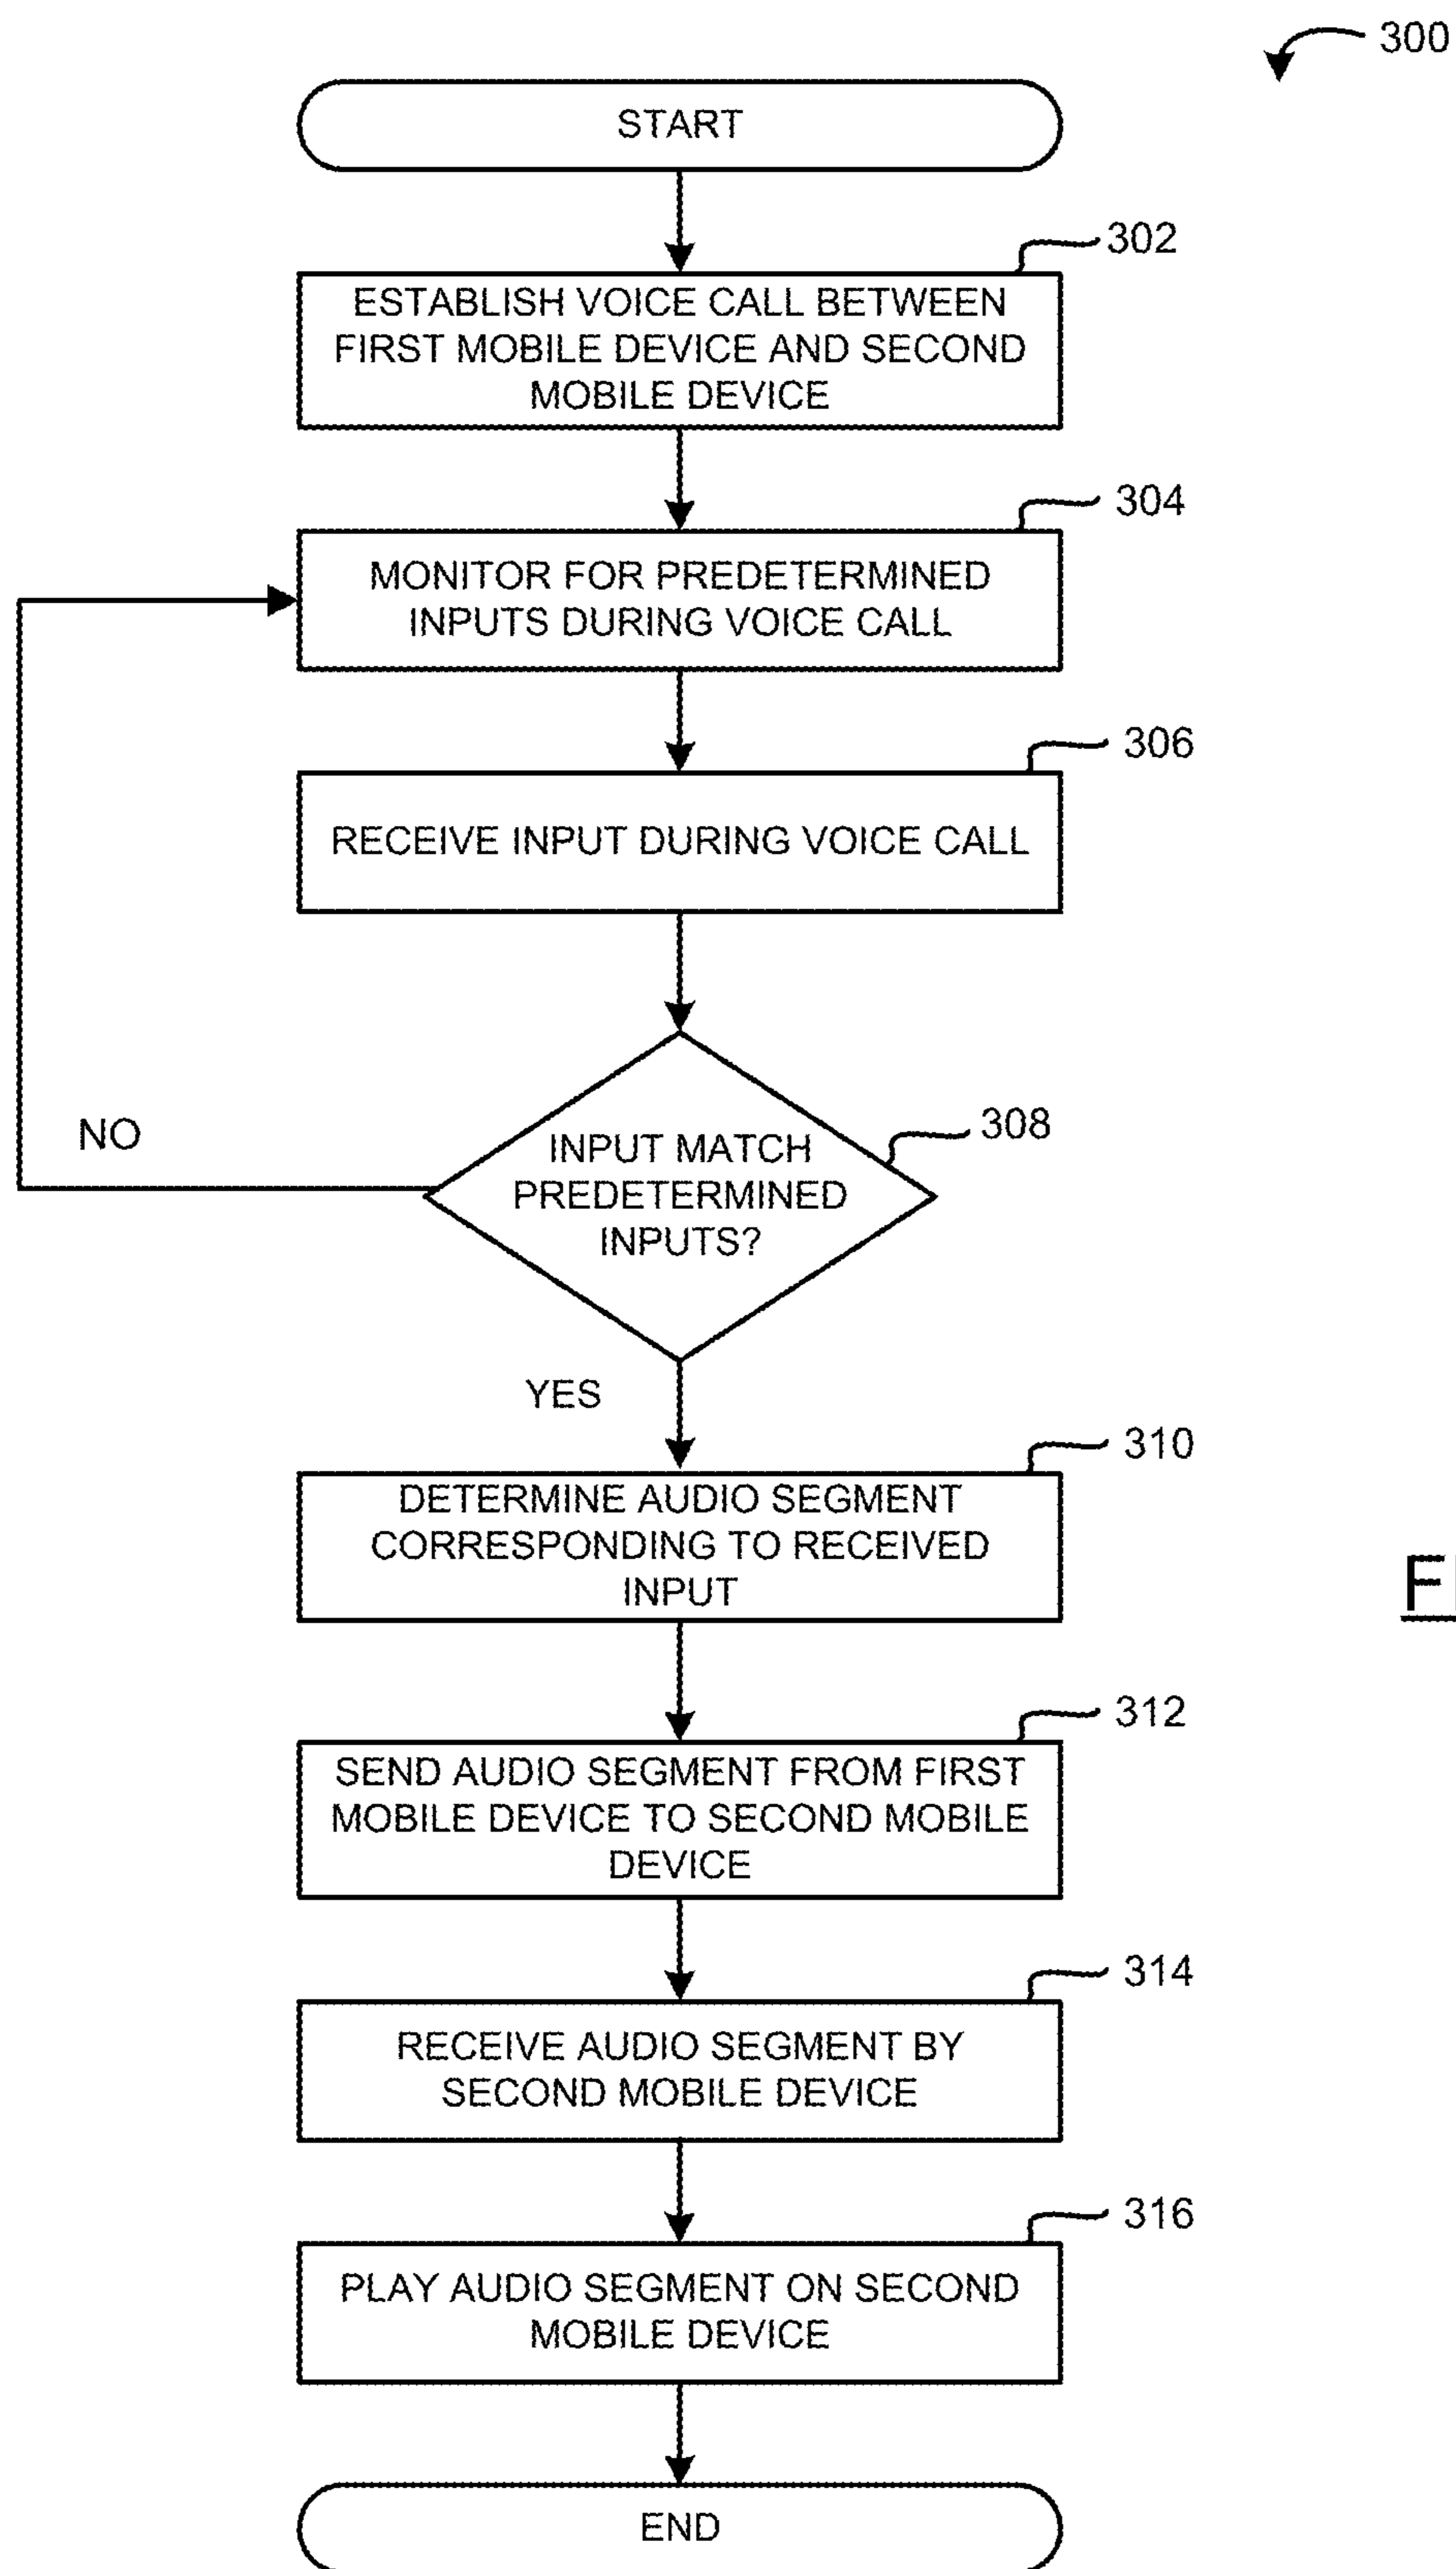 300
START
302
ESTABLISH VOICE CALL BETWEEN
FIRST MOBILE DEVICE AND SECOND
MOBILE DEVICE
304
MONITOR FOR PREDETERMINED
INPUTS DURING VOICE CALL
306
RECEIVE INPUT DURING VOICE CALL
308
INPUT MATCH
PREDETERMINED
INPUTS?
NO
YES
310
DETERMINE AUDIO SEGMENT
CORRESPONDING TO RECEIVED
INPUT
312
SEND AUDIO SEGMENT FROM FIRST
MOBILE DEVICE TO SECOND MOBILE
DEVICE
314
RECEIVE AUDIO SEGMENT BY
SECOND MOBILE DEVICE
316
PLAY AUDIO SEGMENT ON SECOND
MOBILE DEVICE
END